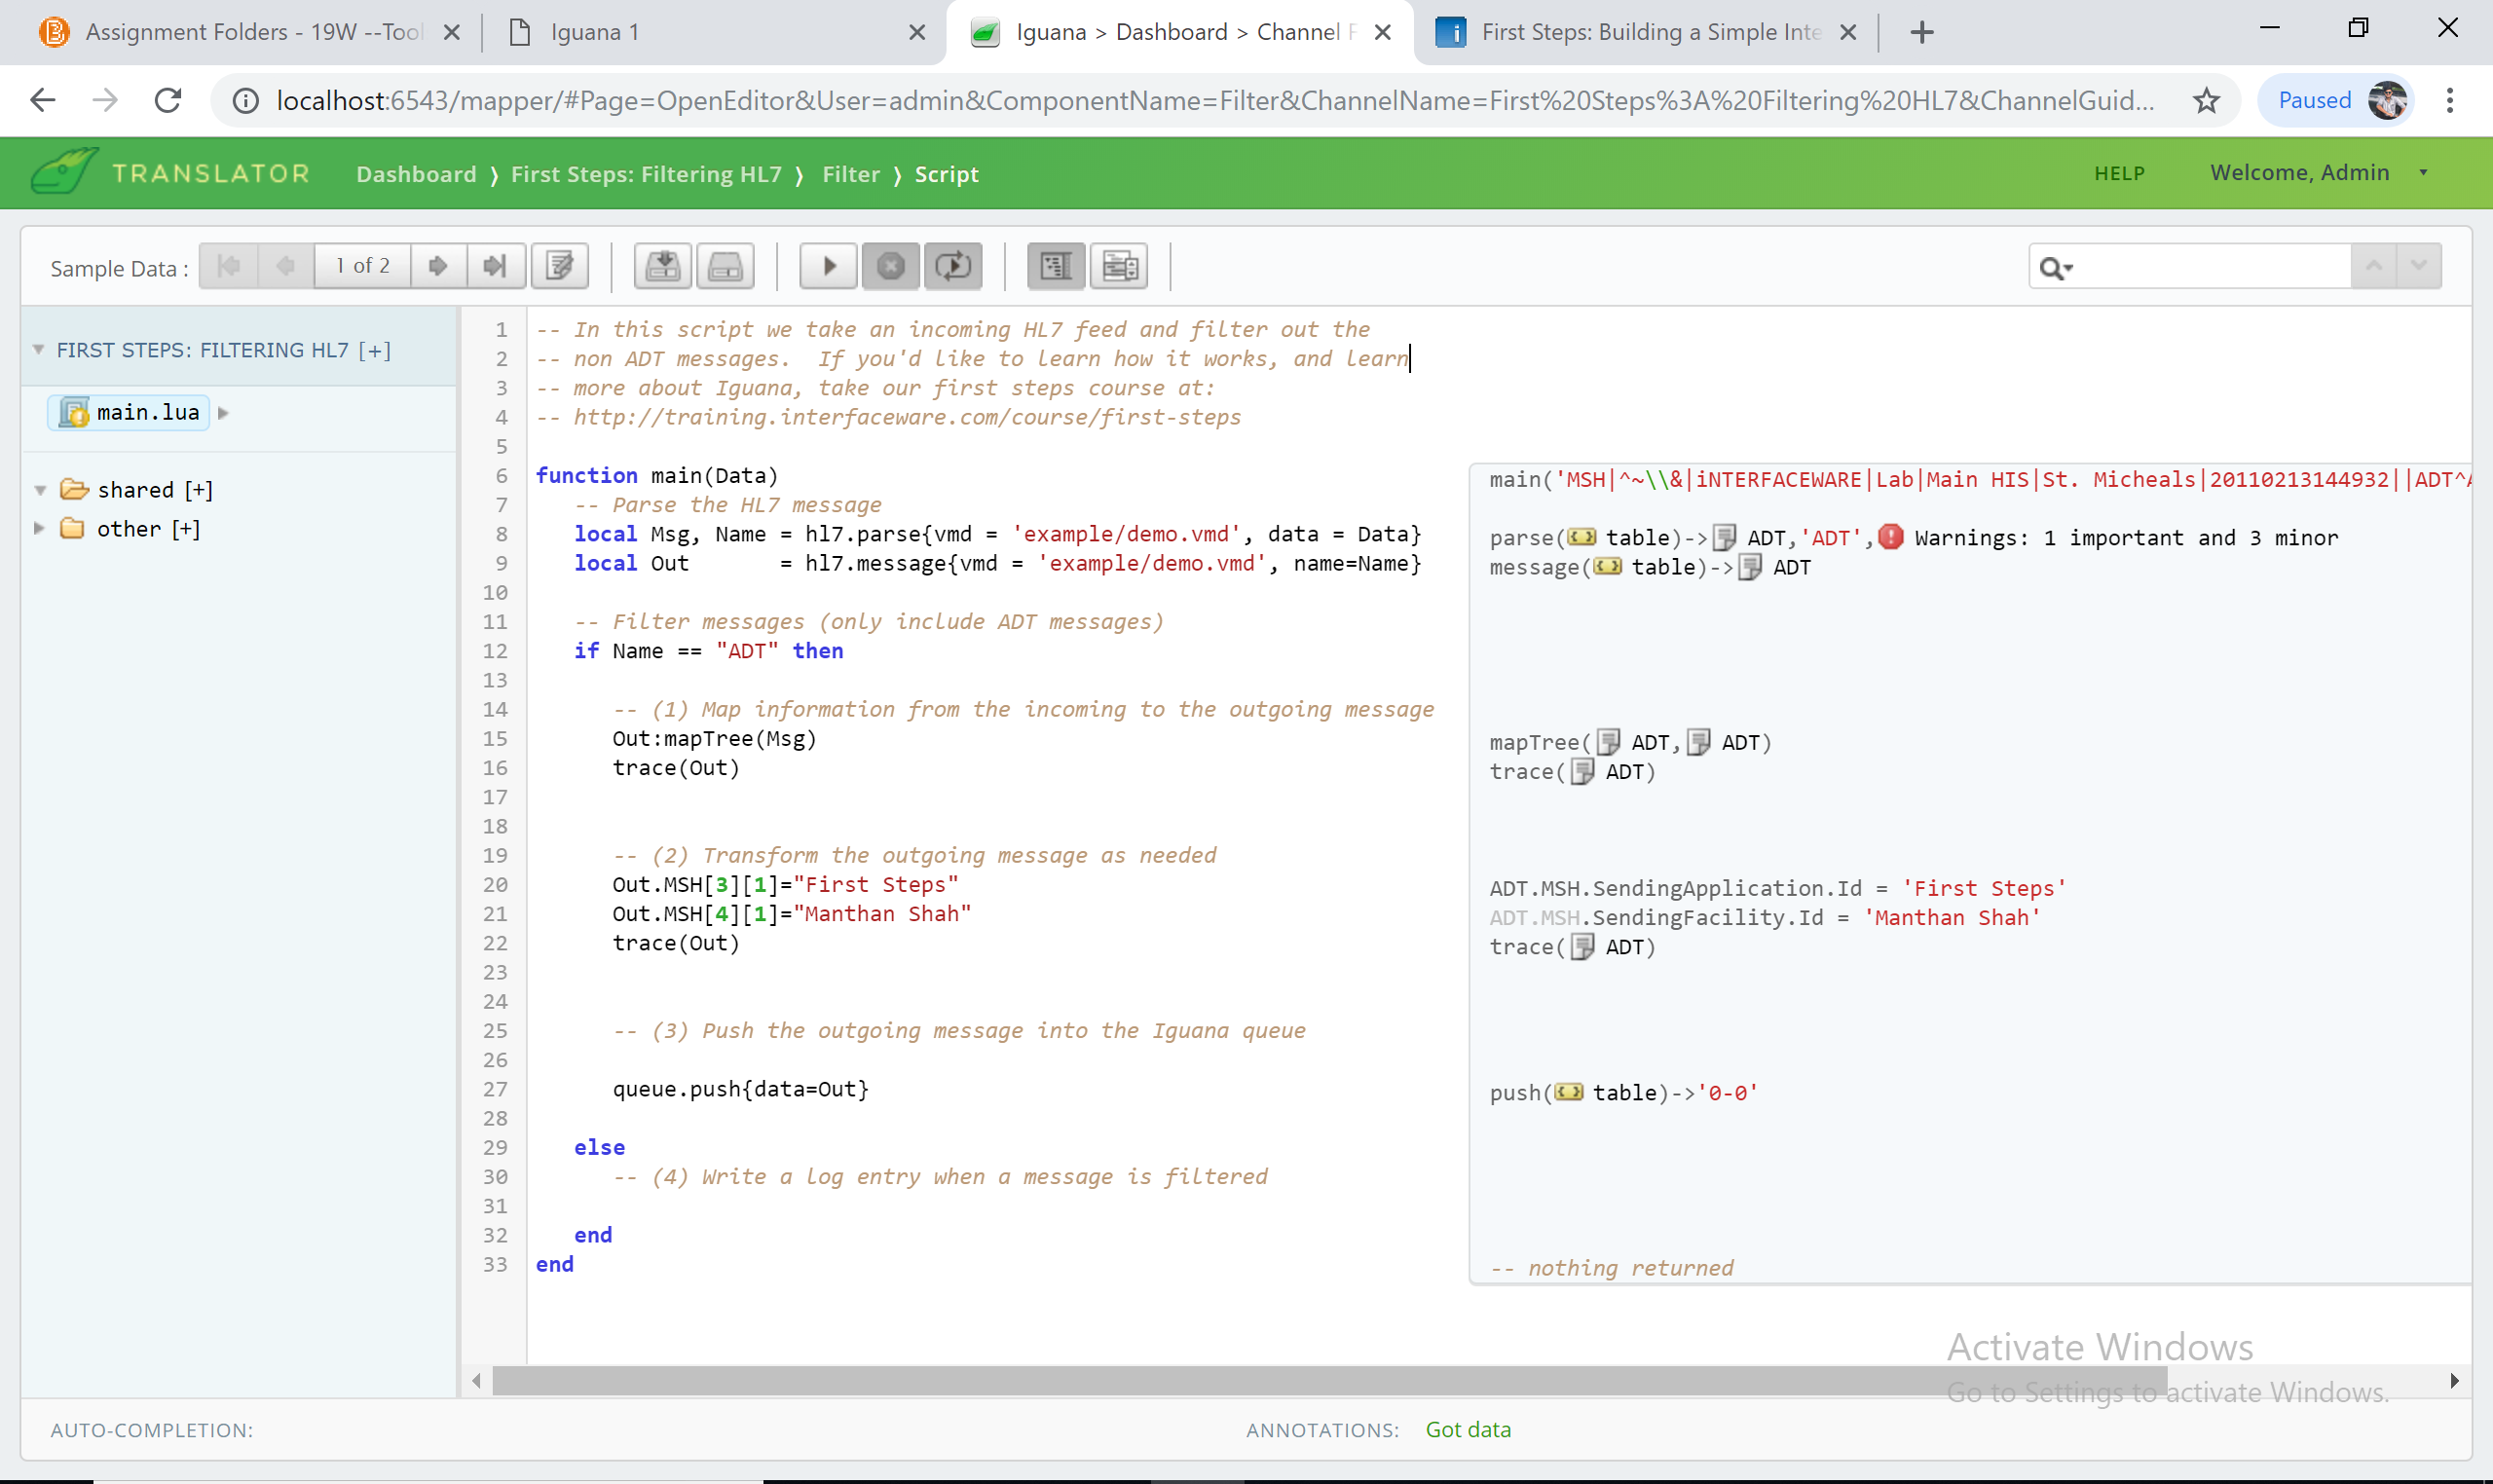 Assignment Folders - 19W --Tool
Iguana 1
Iguana > Dashboard > Channel F
First Steps: Building a Simple Inte
localhost:6543/mapper/#Page=OpenEditor&User=admin&ComponentName=Filter&ChannelName=First%20Steps%3A%20Filtering%20HL7&ChannelGuid...
Paused
TRANSLATOR
Dashboard ⟩ First Steps: Filtering HL7 ⟩ Filter ⟩ Script
HELP
Welcome, Admin
Sample Data :
1 of 2
FIRST STEPS: FILTERING HL7 [+]
main.lua
shared [+]
other [+]
1 -- In this script we take an incoming HL7 feed and filter out the
2 -- non ADT messages.  If you'd like to learn how it works, and learn
3 -- more about Iguana, take our first steps course at:
4 -- http://training.interfaceware.com/course/first-steps
5
6 function main(Data)
7    -- Parse the HL7 message
8    local Msg, Name = hl7.parse{vmd = 'example/demo.vmd', data = Data}
9    local Out       = hl7.message{vmd = 'example/demo.vmd', name=Name}
10
11    -- Filter messages (only include ADT messages)
12    if Name == "ADT" then
13
14       -- (1) Map information from the incoming to the outgoing message
15       Out:mapTree(Msg)
16       trace(Out)
17
18
19       -- (2) Transform the outgoing message as needed
20       Out.MSH[3][1]="First Steps"
21       Out.MSH[4][1]="Manthan Shah"
22       trace(Out)
23
24
25       -- (3) Push the outgoing message into the Iguana queue
26
27       queue.push{data=Out}
28
29    else
30       -- (4) Write a log entry when a message is filtered
31
32    end
33 end
main('MSH|^~\\&|iNTERFACEWARE|Lab|Main HIS|St. Micheals|20110213144932||ADT^A
parse( table)-> ADT,'ADT', Warnings: 1 important and 3 minor
message( table)-> ADT
mapTree( ADT, ADT)
trace( ADT)
ADT.MSH.SendingApplication.Id = 'First Steps'
ADT.MSH.SendingFacility.Id = 'Manthan Shah'
trace( ADT)
push( table)->'0-0'
-- nothing returned
Activate Windows
Go to Settings to activate Windows.
AUTO-COMPLETION:
ANNOTATIONS: Got data